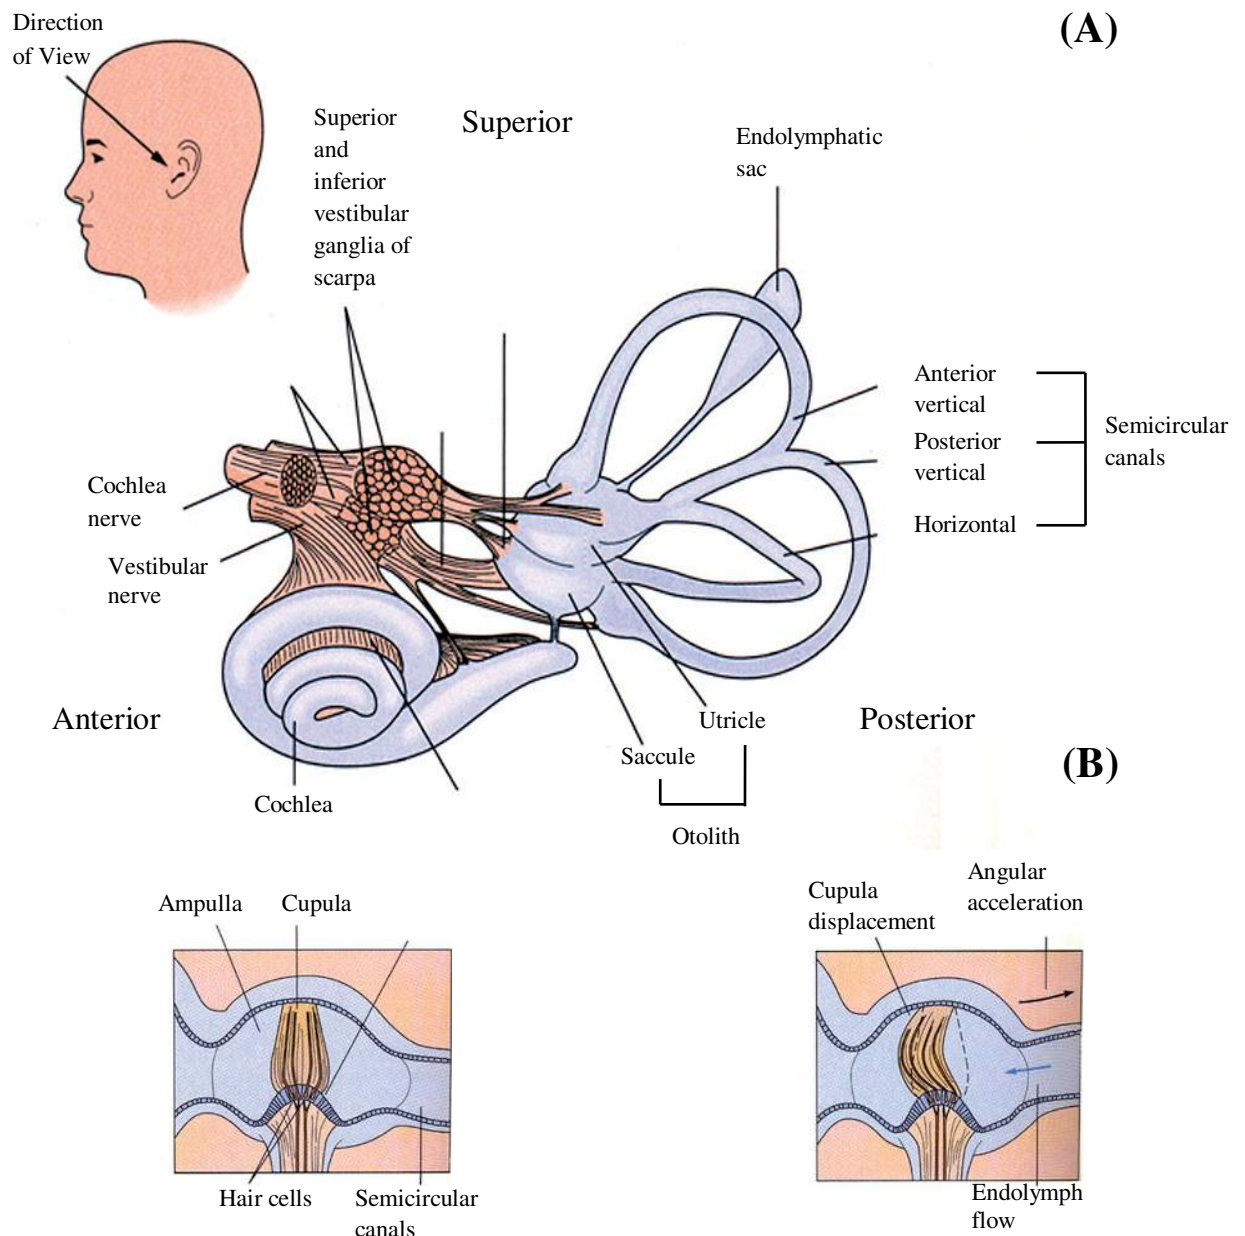 Direction
of View
(A)
Superior
and
inferior
vestibular
ganglia of
scarpa
Superior
Endolymphatic
sac
Anterior
vertical
Posterior
vertical
Horizontal
Semicircular
canals
Cochlea
nerve
Vestibular
nerve
Anterior
Posterior
Utricle
Saccule
Otolith
Cochlea
(B)
Ampulla
Cupula
Hair cells
Semicircular
canals
Cupula
displacement
Angular
acceleration
Endolymph
flow